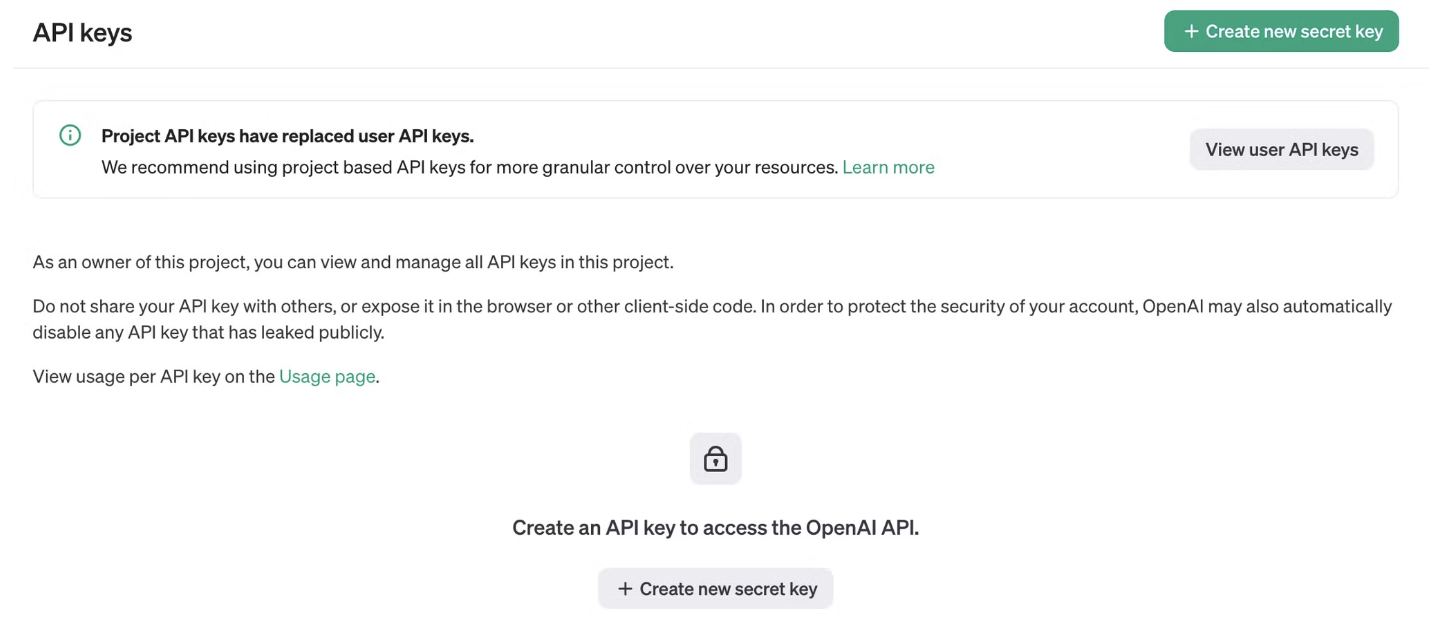 API keys
+ Create new secret key
Project API keys have replaced user API keys.
We recommend using project based API keys for more granular control over your resources. Learn more
View user API keys
As an owner of this project, you can view and manage all API keys in this project.
Do not share your API key with others, or expose it in the browser or other client-side code. In order to protect the security of your account, OpenAI may also automatically
disable any API key that has leaked publicly.
View usage per API key on the Usage page.
Create an API key to access the OpenAI API.
+ Create new secret key